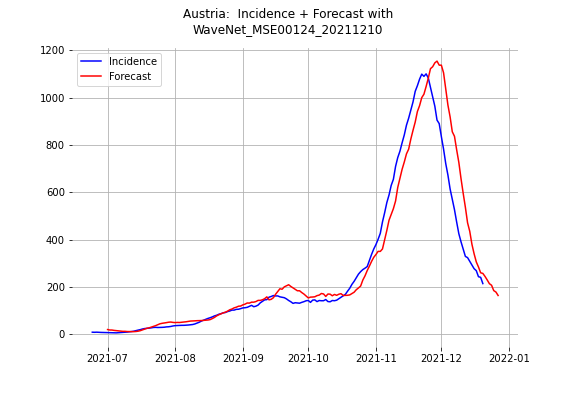 Austria:  Incidence + Forecast with
WaveNet_MSE00124_20211210
Incidence
Forecast
1200
1000
800
600
400
200
0
2021-07 2021-08 2021-09 2021-10 2021-11 2021-12 2022-01